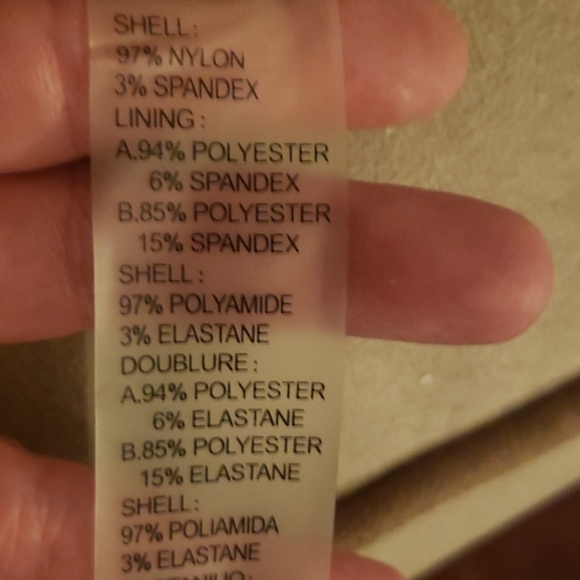 SHELL:
97% NYLON
3% SPANDEX
LINING:
A.94% POLYESTER
6% SPANDEX
B.85% POLYESTER
15% SPANDEX
SHELL:
97% POLYAMIDE
3% ELASTANE
DOUBLURE:
A.94% POLYESTER
6% ELASTANE
B.85% POLYESTER
15% ELASTANE
SHELL:
97% POLIAMIDA
3% ELASTANE